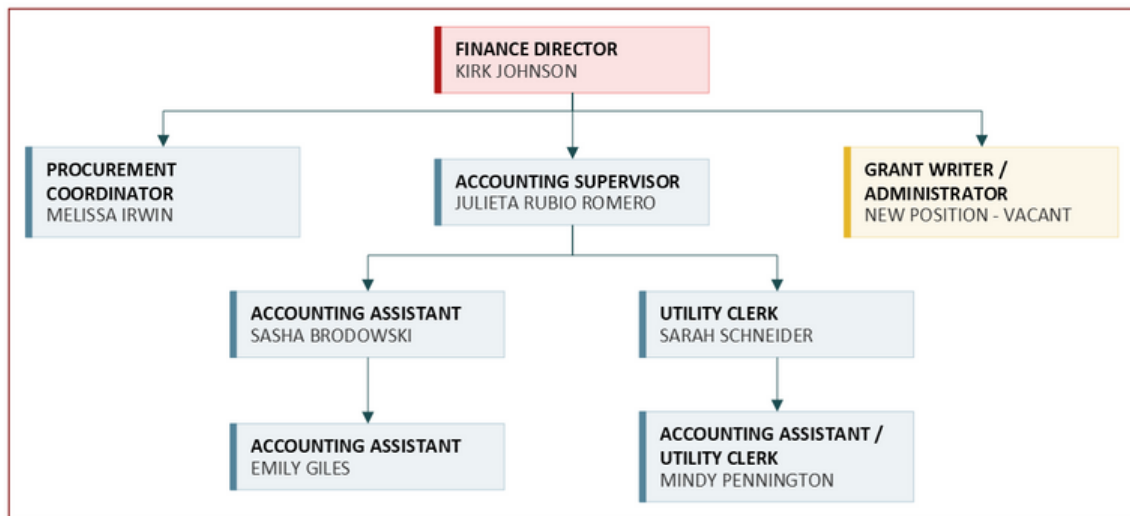 FINANCE DIRECTOR
KIRK JOHNSON
PROCUREMENT
COORDINATOR
MELISSA IRWIN
ACCOUNTING SUPERVISOR
JULIETA RUBIO ROMERO
GRANT WRITER /
ADMINISTRATOR
NEW POSITION - VACANT
ACCOUNTING ASSISTANT
SASHA BRODOWSKI
UTILITY CLERK
SARAH SCHNEIDER
ACCOUNTING ASSISTANT
EMILY GILES
ACCOUNTING ASSISTANT /
UTILITY CLERK
MINDY PENNINGTON